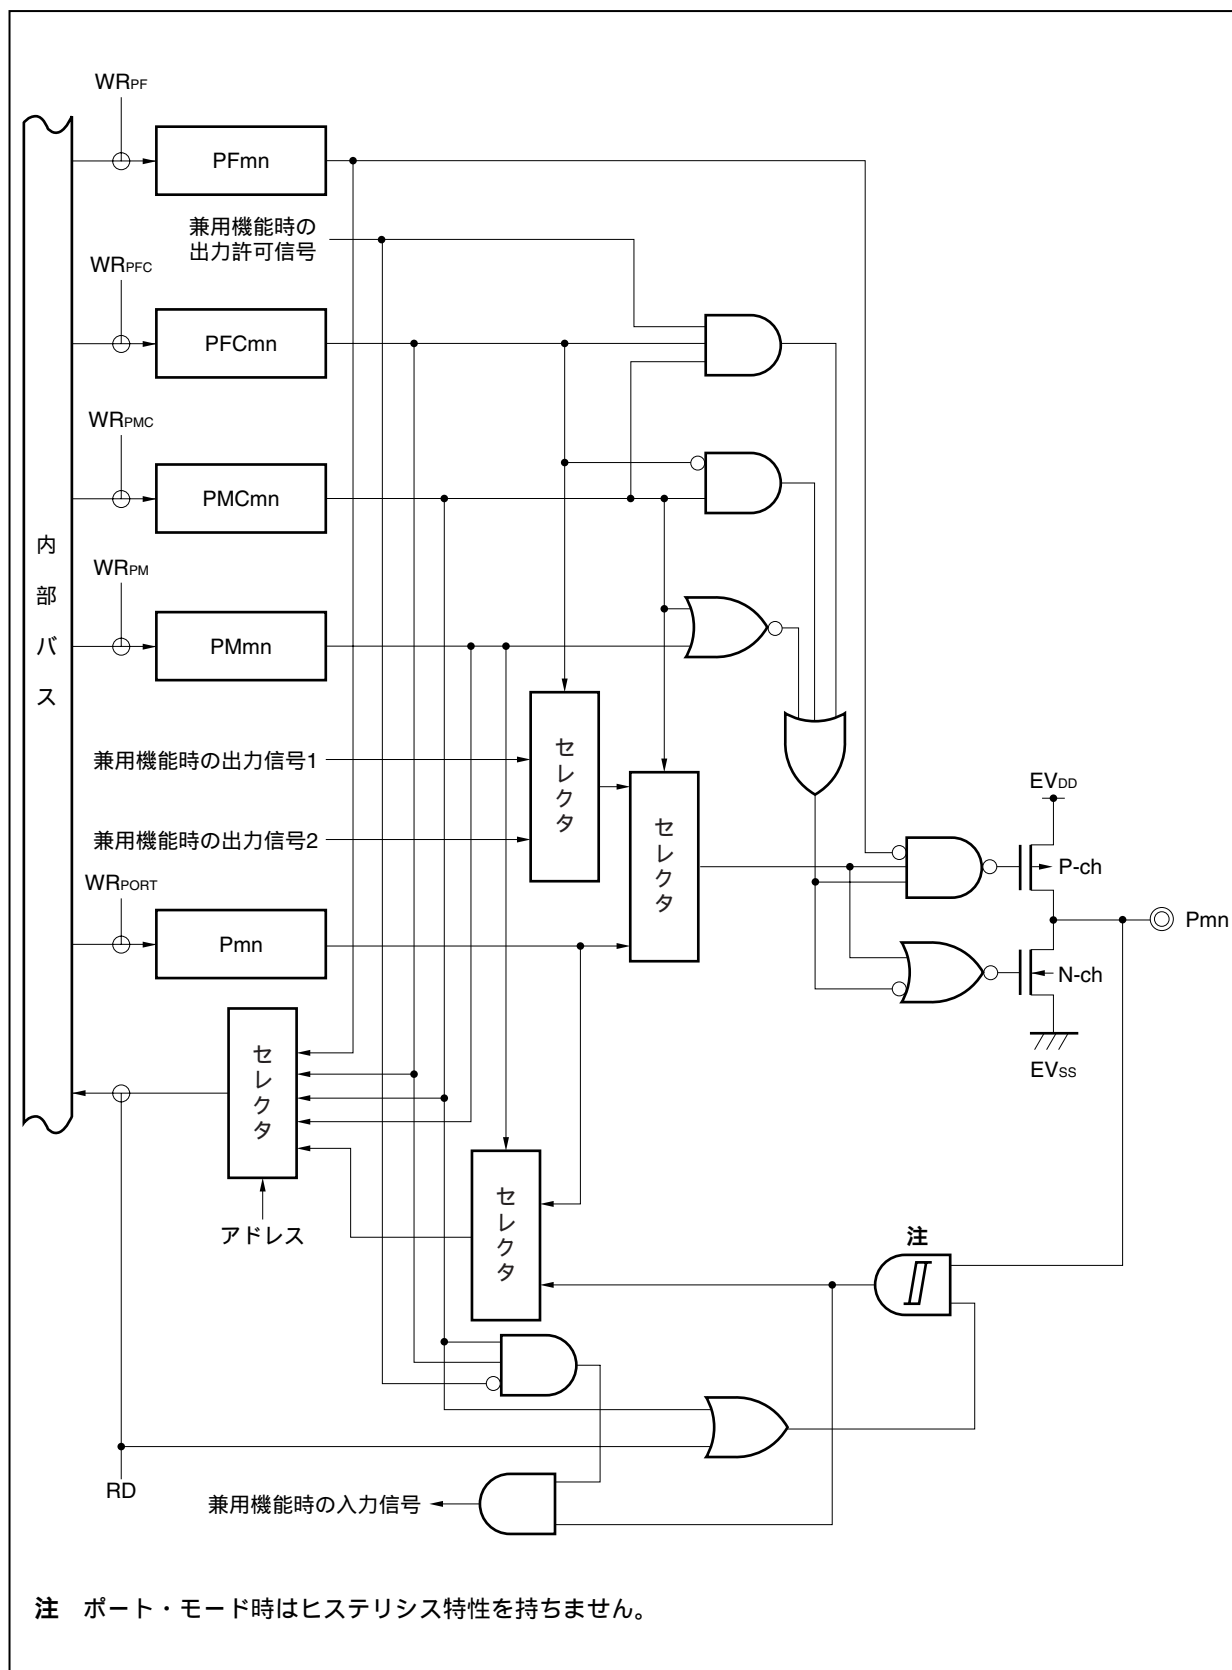 WRPF
PFmn
兼用機能時の
出力許可信号
WRPFC
PFCmn
WRPMC
PMCmn
内部バス
WRPM
PMmn
兼用機能時の出力信号1
セレクタ
兼用機能時の出力信号2
セレクタ
EVDD
P-ch
WRPORT
Pmn
Pmn
N-ch
EVSS
セレクタ
アドレス
セレクタ
注
RD
兼用機能時の入力信号
注 ポート・モード時はヒステリシス特性を持ちません。